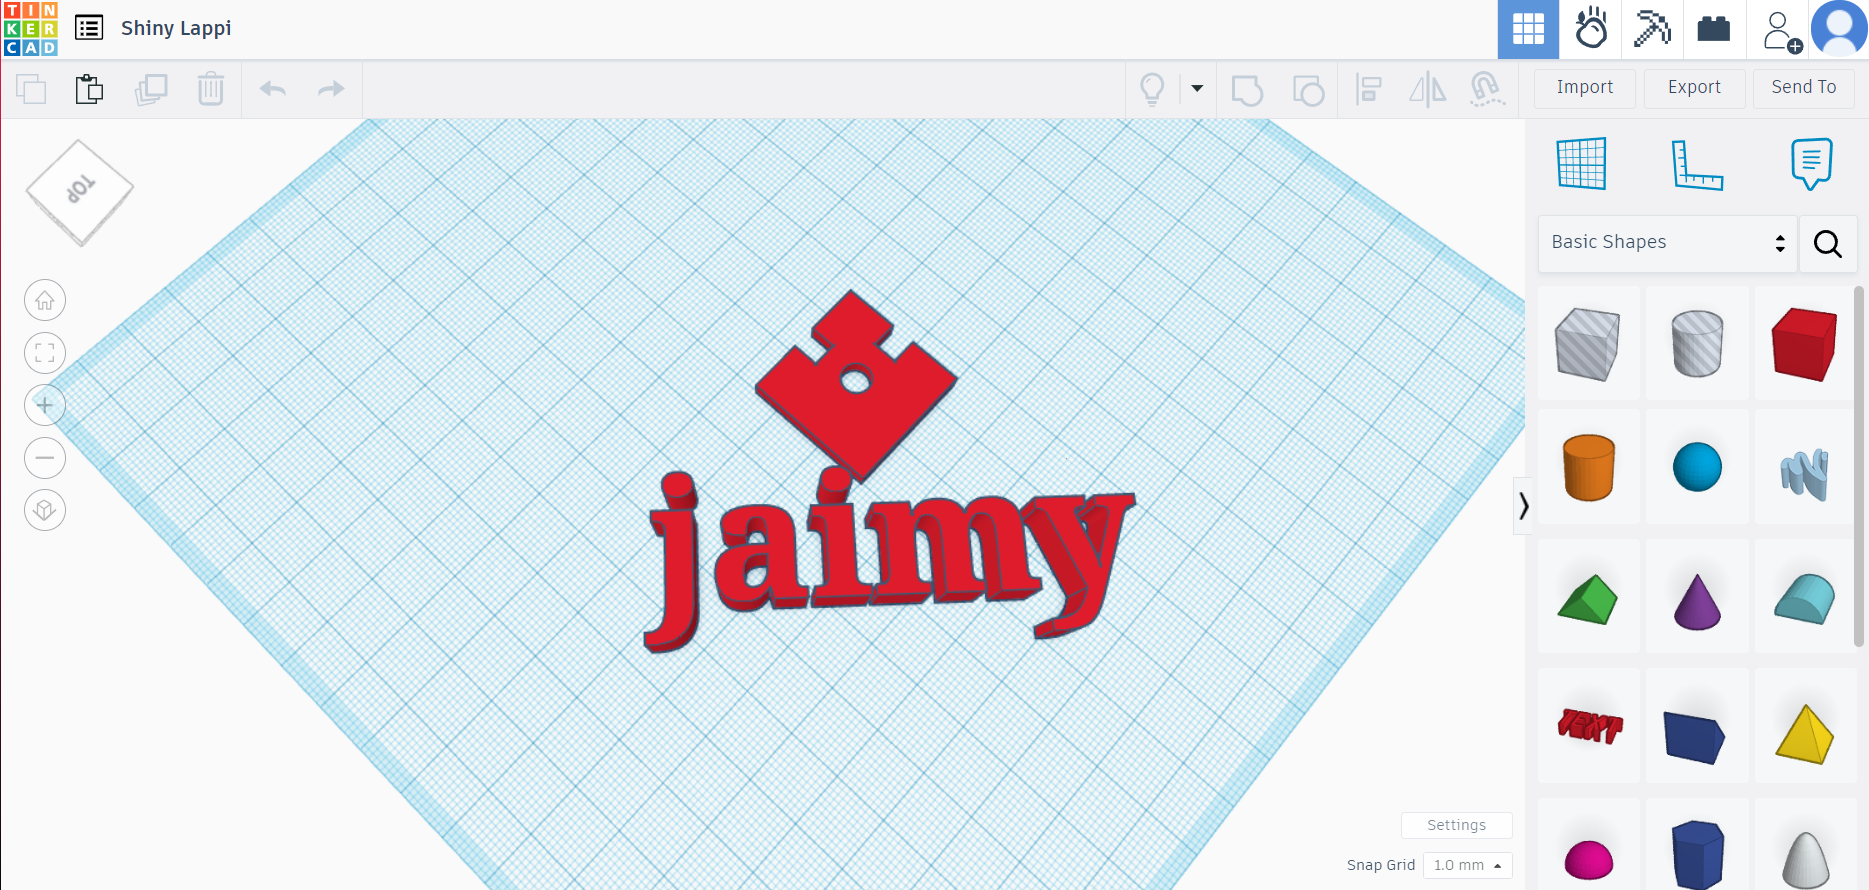 TIN
KER
CAD
Shiny Lappi
Import
Export
Send To
TOP
Basic Shapes
jaimy
TEXT
Settings
Snap Grid
1.0 mm